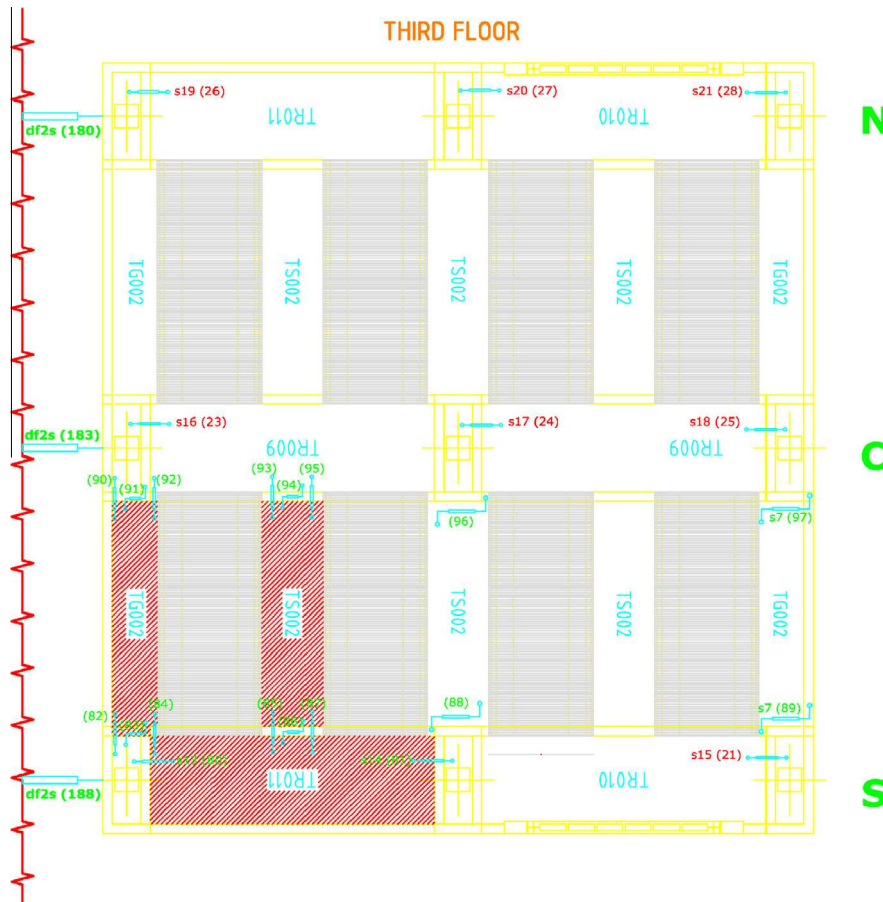 THIRD FLOOR
s19 (26)
s20 (27)
s21 (28)
N
df2s (180)
TR011
TR010
TG002
TS002
TS002
TS002
TG002
s16 (23)
s17 (24)
s18 (25)
df2s (183)
TR009
TR009
C
(90)
(91)
(92)
(93)
(94)
(95)
(96)
s7 (97)
TG002
TS002
TS002
TS002
TG002
(82)
(84)
(88)
s7 (89)
s15 (21)
df2s (188)
TR011
TR010
S